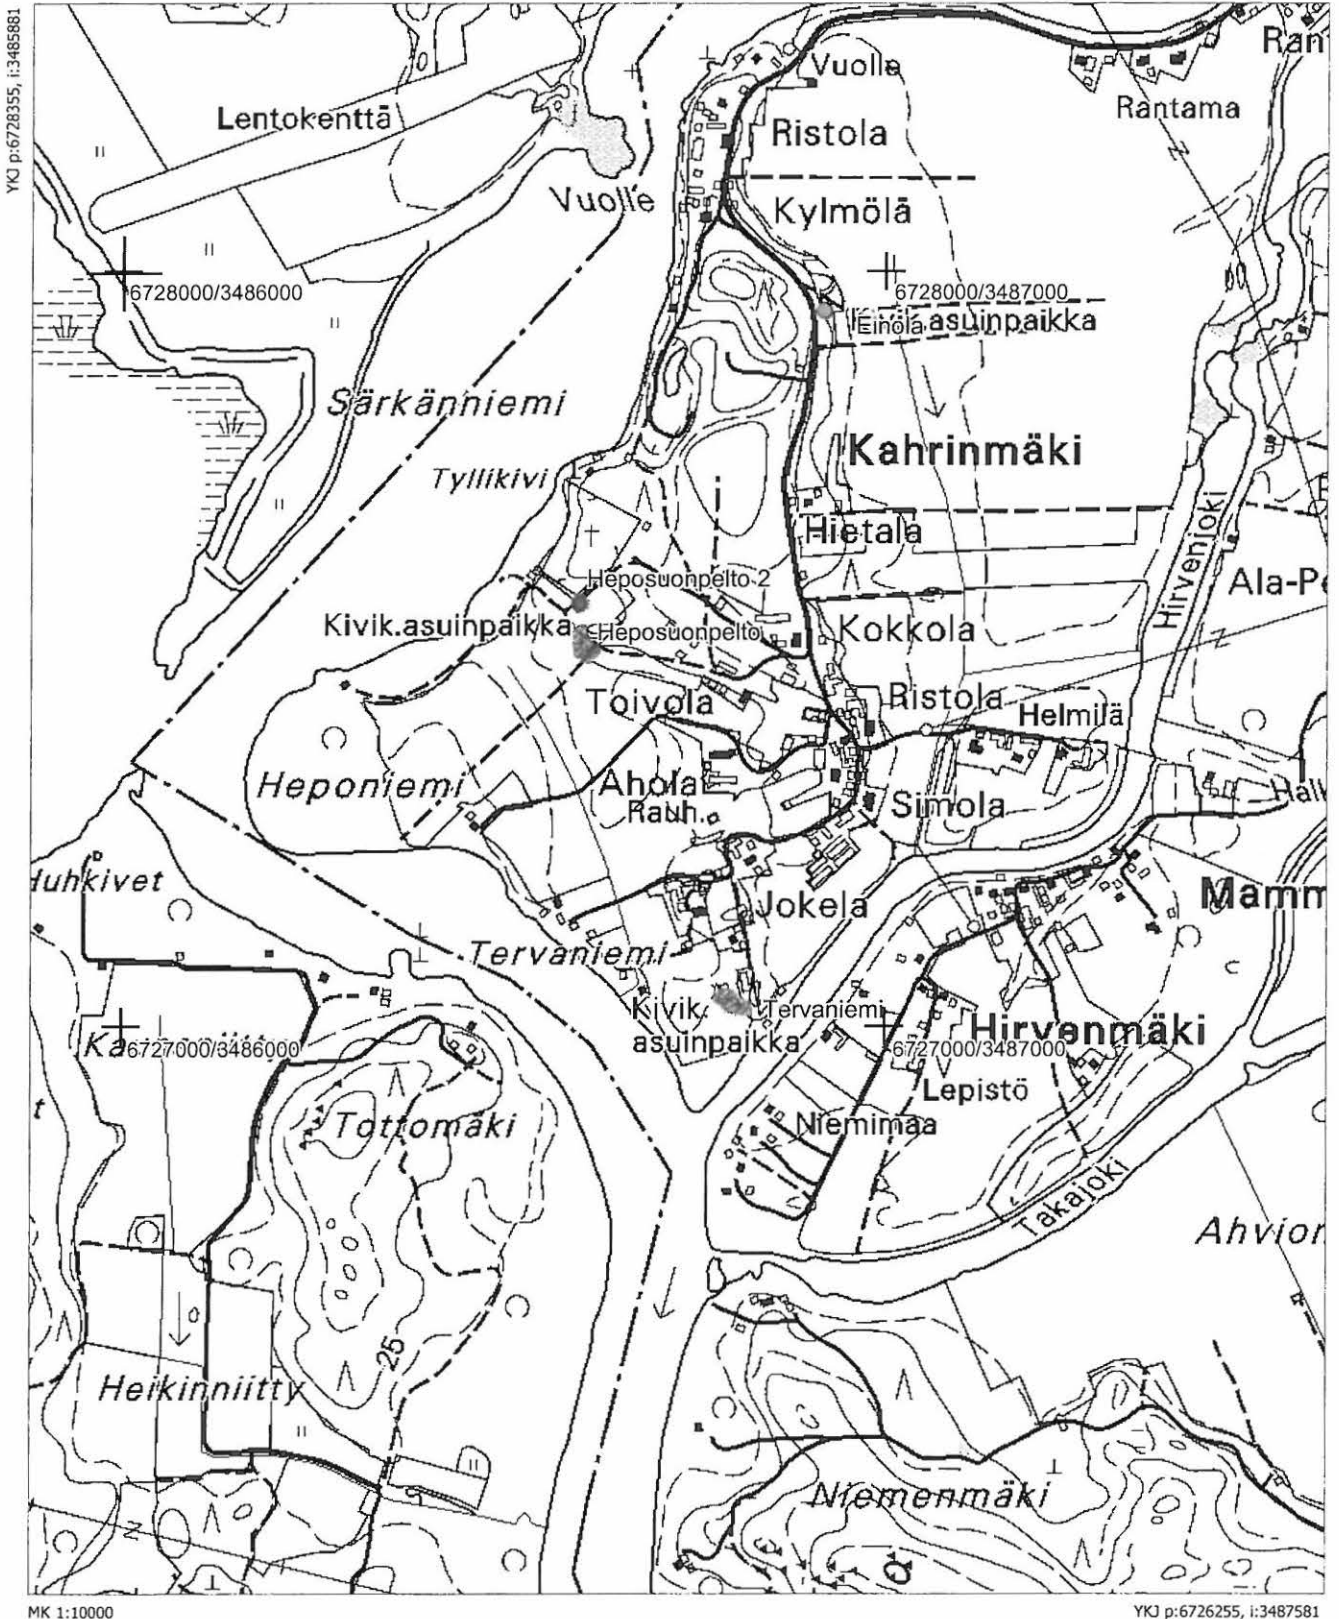 YKJ p:6728355, i:3485881
Vuolle
Ran
Rantama
Lentokenttä
Ristola
Vuolle
Kylmölä
6728000/3486000
6728000/3487000
Einola
asuinpaikka
Särkänniemi
Kahrinmäki
Tyllikivi
Hietala
Hirvenjoki
Heposuonpelto 2
Ala-Pe
Kivik.asuinpaikka
Heposuonpelto
Kokkola
Toivola
Ristola
Helmilä
Heponiemi
Ahola
Rauh.
Simola
Häik
Huhkivet
Jokela
Mamm
Tervaniemi
Kivik.
asuinpaikka
Tervaniemi
6727000/3486000
6727000/3487000
Hirvenmäki
Lepistö
Tottomäki
Niemimaa
Takajoki
Ahvion
25
Heikinniitty
Niemenmäki
MK 1:10000
YKJ p:6726255, i:3487581